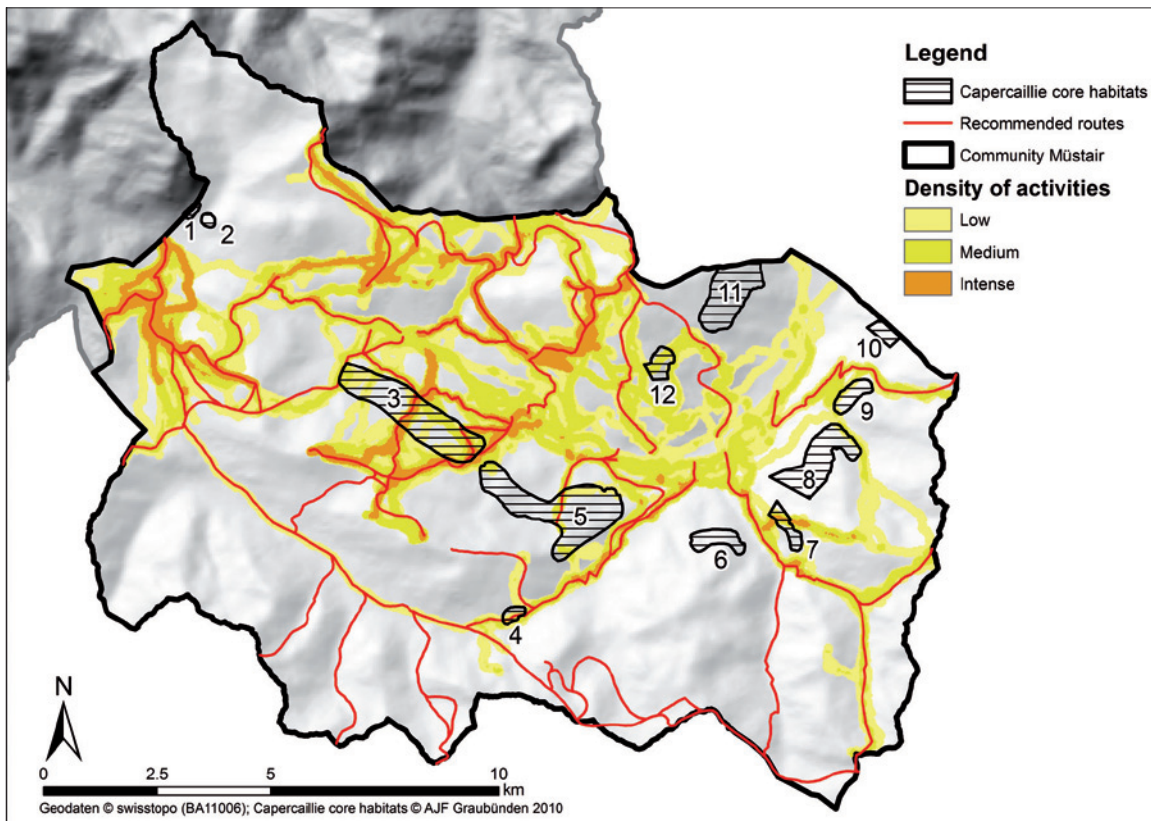 Legend
Capercaillie core habitats
Recommended routes
Community Müstair
Density of activities
Low
Medium
Intense
1
2
11
10
12
3
9
8
5
7
6
4
N
0 2.5 5 10
km
Geodaten © swisstopo (BA11006); Capercaillie core habitats © AJF Graubünden 2010